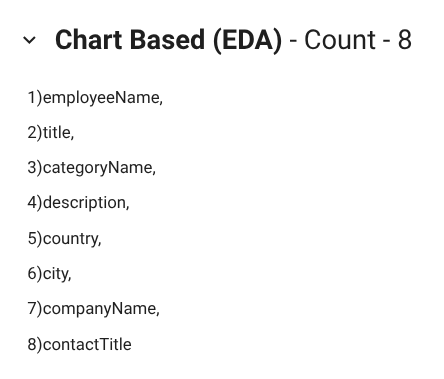 Chart Based (EDA) - Count - 8
1)employeeName,
2)title,
3)categoryName,
4)description,
5)country,
6)city,
7)companyName,
8)contactTitle